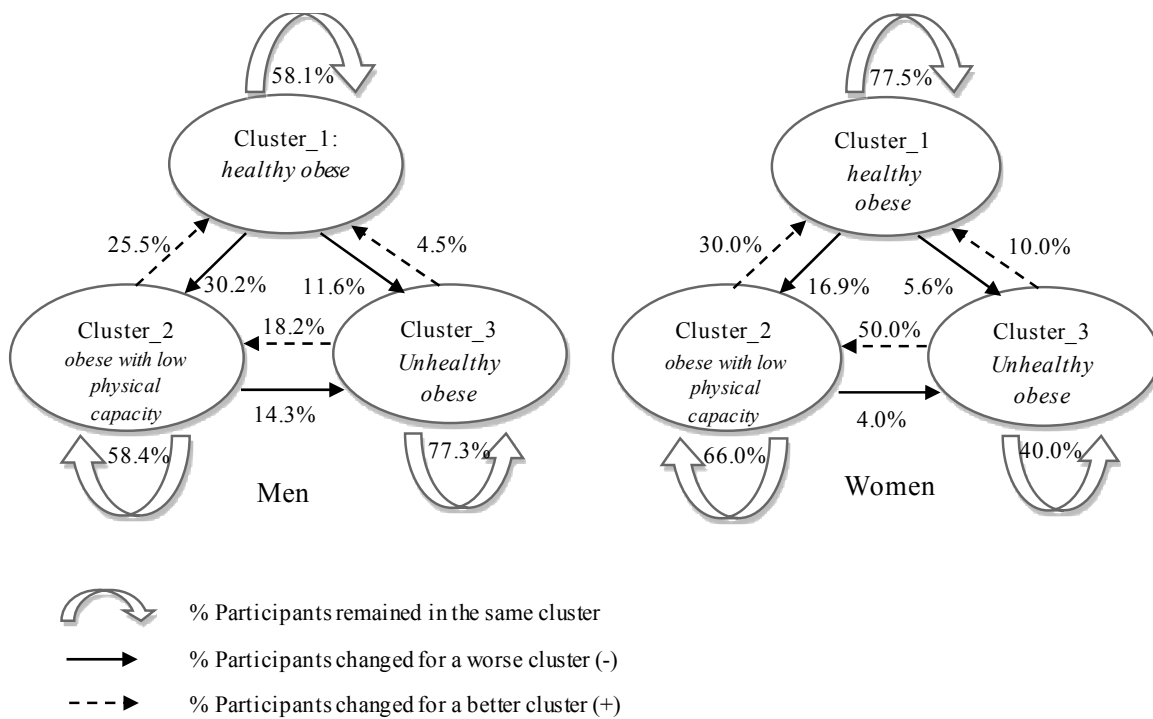 58.1%
Cluster_1:
healthy obese
25.5%
4.5%
30.2%
11.6%
Cluster_2
obese with low
physical
capacity
18.2%
Cluster_3
Unhealthy
obese
14.3%
58.4%
77.3%
Men
77.5%
Cluster_1
healthy
obese
30.0%
10.0%
16.9%
5.6%
Cluster_2
obese with low
physical
capacity
50.0%
Cluster_3
Unhealthy
obese
4.0%
66.0%
40.0%
Women
% Participants remained in the same cluster
% Participants changed for a worse cluster (-)
% Participants changed for a better cluster (+)